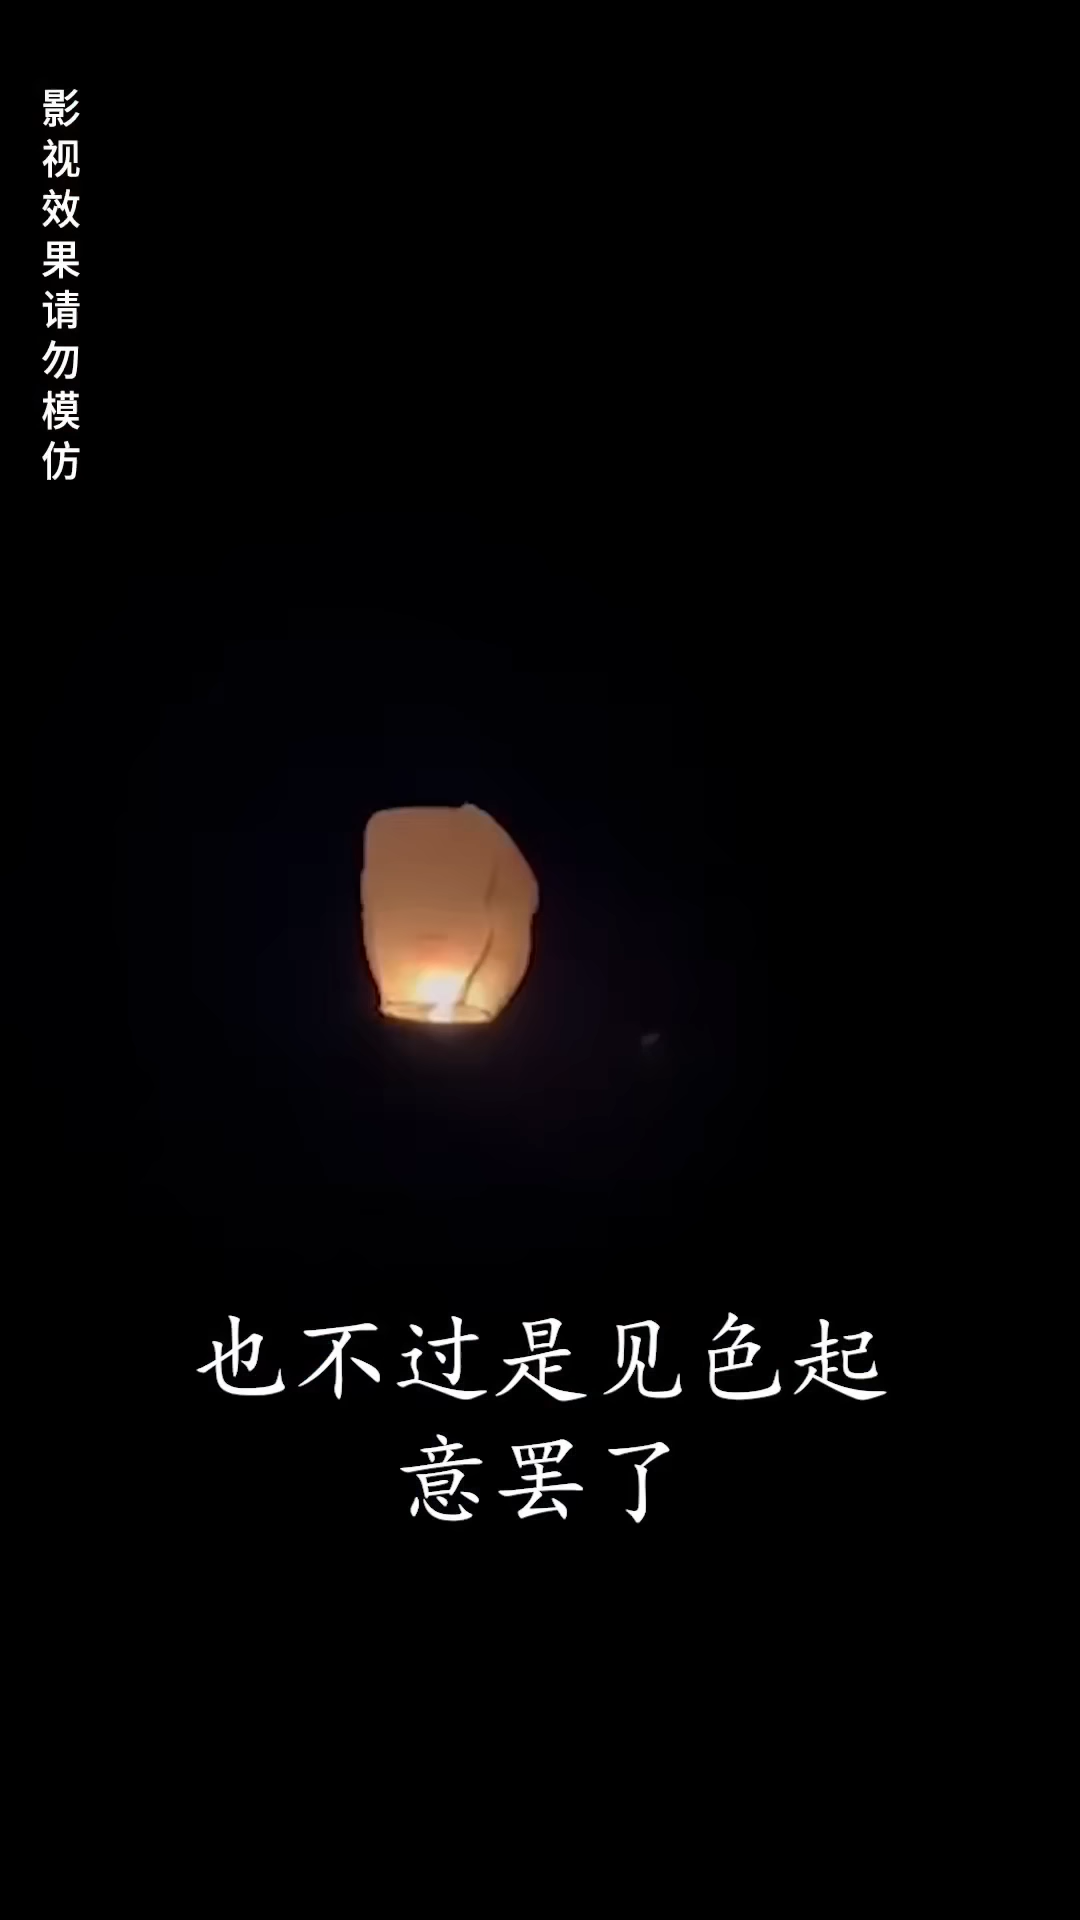 影视效果请勿模仿
也不过是见色起
意罢了